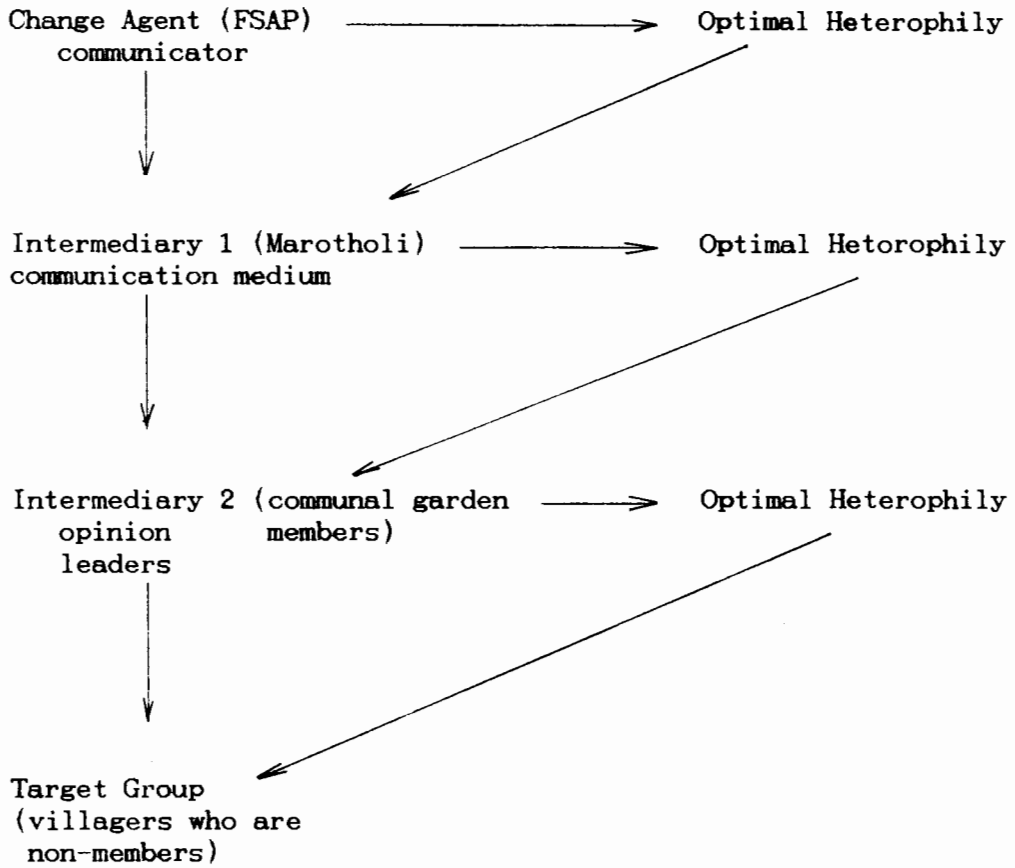 Change Agent (FSAP) Optimal Heterophily
communicator
Intermediary 1 (Marotholi) Optimal Hetorophily
communication medium
Intermediary 2 (communal garden Optimal Heterophily
opinion members)
leaders
Target Group
(villagers who are
non-members)